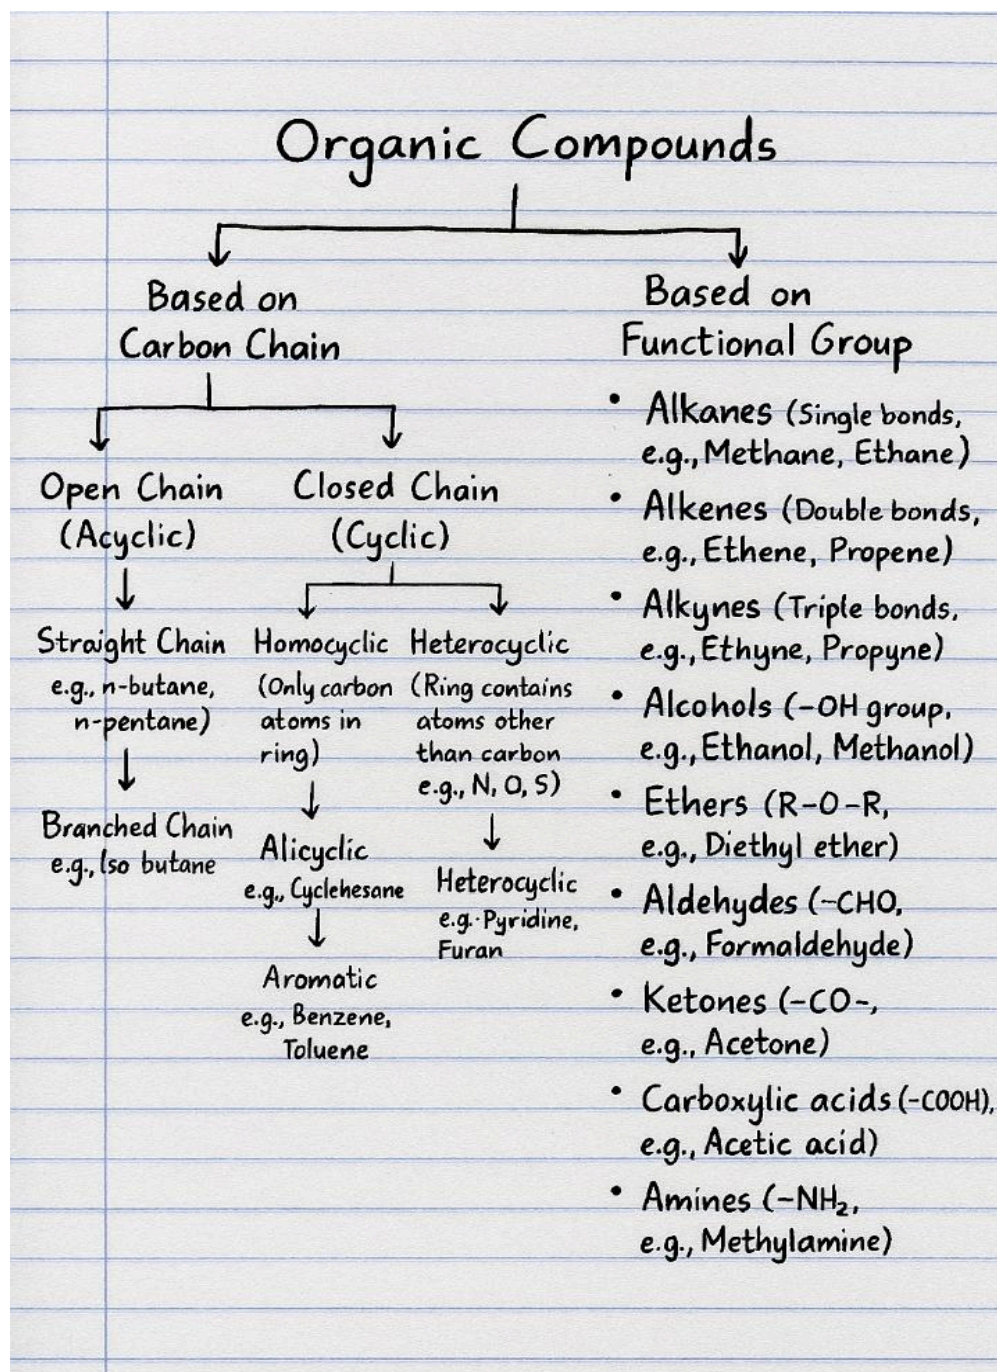 Organic Compounds
Based on
Carbon Chain
Open Chain
(Acyclic)
Straight Chain
e.g., n-butane,
n-pentane)
Branched Chain
e.g., Iso butane
Closed Chain
(Cyclic)
Homocyclic
(Only carbon
atoms in
ring)
Alicyclic
e.g., Cyclehesane
Aromatic
e.g., Benzene,
Toluene
Heterocyclic
(Ring contains
atoms other
than carbon
e.g., N, O, S)
Heterocyclic
e.g. Pyridine,
Furan
Based on
Functional Group
• Alkanes (Single bonds,
e.g., Methane, Ethane)
• Alkenes (Double bonds,
e.g., Ethene, Propene)
• Alkynes (Triple bonds,
e.g., Ethyne, Propyne)
• Alcohols (-OH group,
e.g., Ethanol, Methanol)
• Ethers (R-O-R,
e.g., Diethyl ether)
• Aldehydes (-CHO,
e.g., Formaldehyde)
• Ketones (-CO-,
e.g., Acetone)
• Carboxylic acids (-COOH),
e.g., Acetic acid)
• Amines (-NH₂,
e.g., Methylamine)